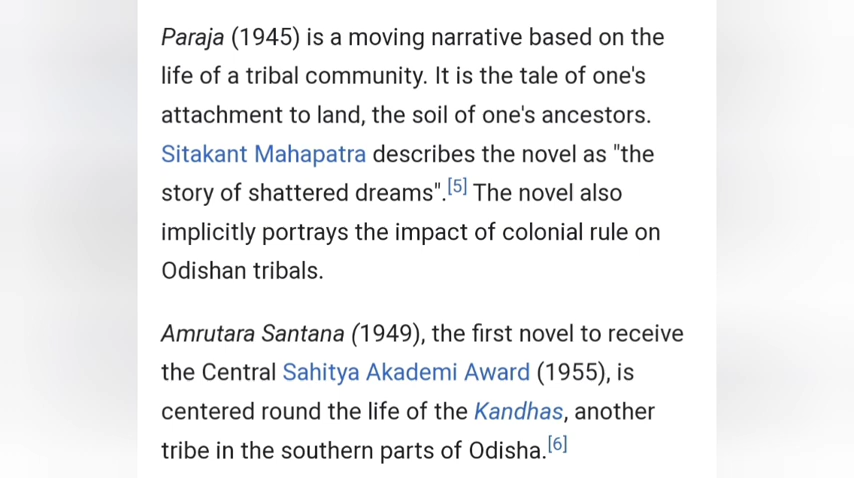 Paraja (1945) is a moving narrative based on the
life of a tribal community. It is the tale of one's
attachment to land, the soil of one's ancestors.
Sitakant Mahapatra describes the novel as "the
story of shattered dreams".[5] The novel also
implicitly portrays the impact of colonial rule on
Odishan tribals.
Amrutara Santana (1949), the first novel to receive
the Central Sahitya Akademi Award (1955), is
centered round the life of the Kandhas, another
tribe in the southern parts of Odisha.[6]